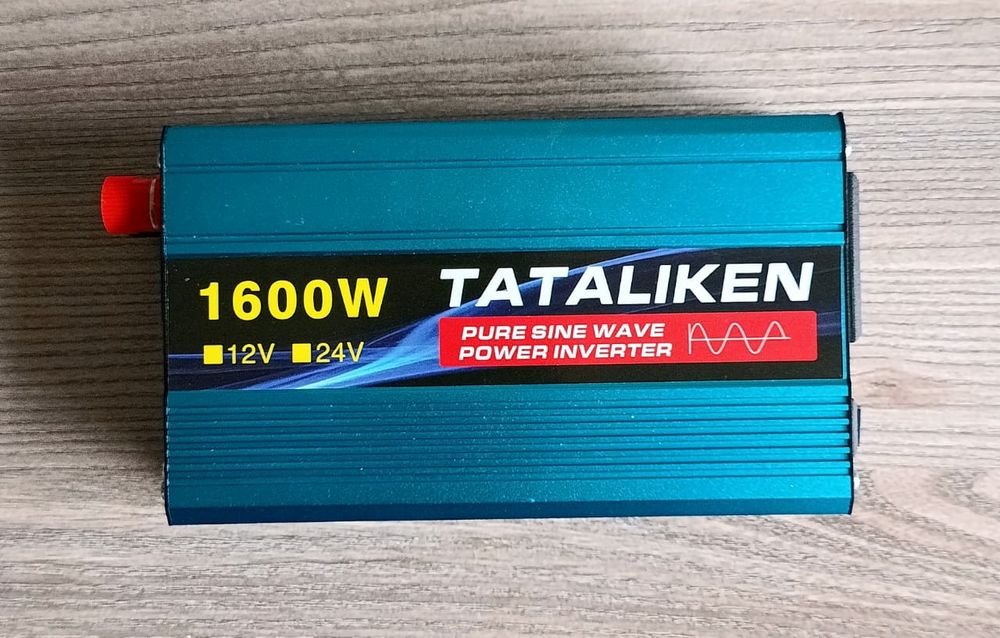 1600W
12V 24V
TATALIKEN
PURE SINE WAVE
POWER INVERTER